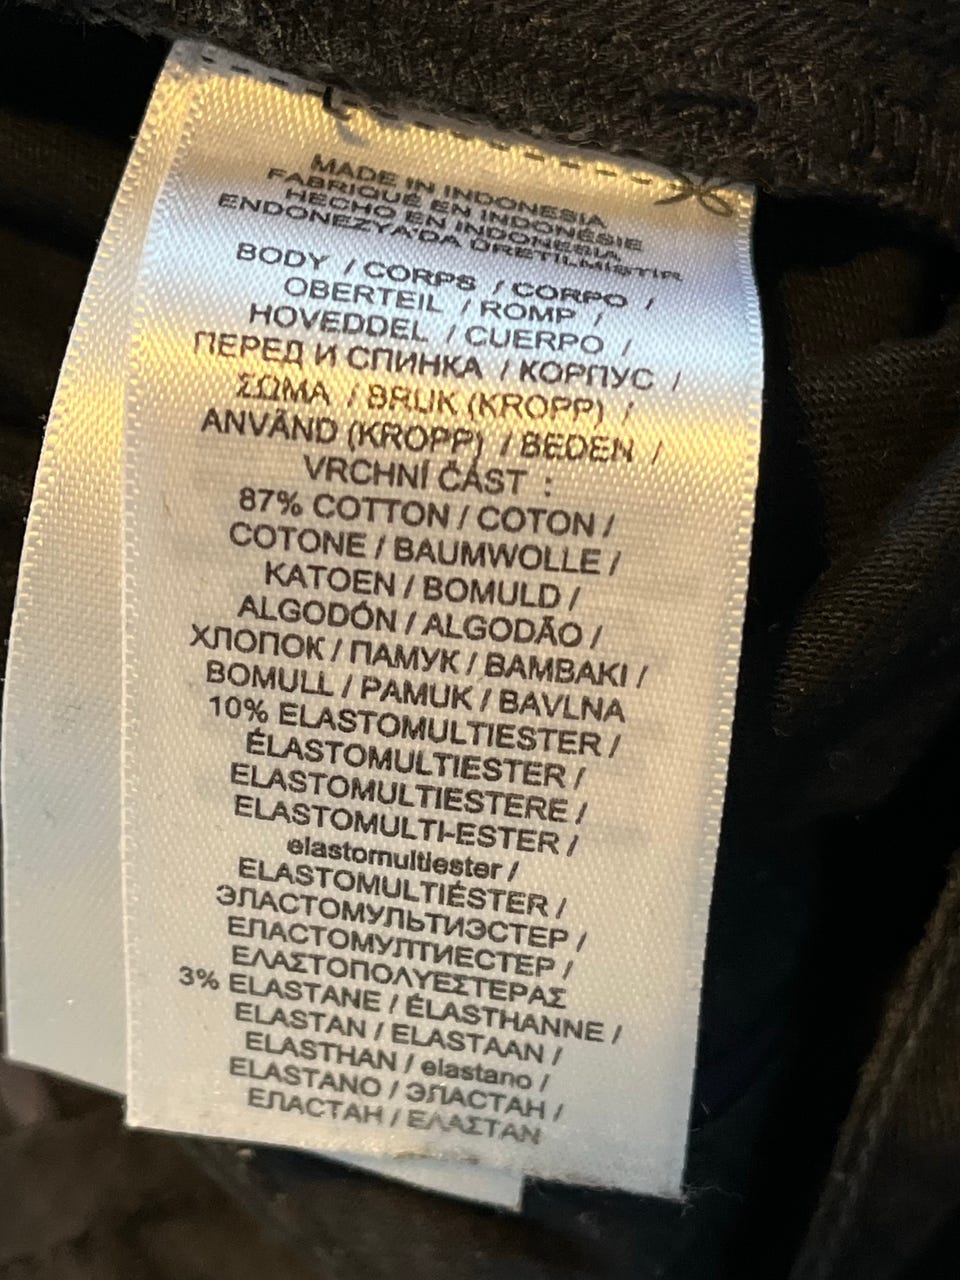 MADE IN INDONESIA
FABRIQUÉ EN INDONÉSIE
HECHO EN INDONESIA
ENDONEZYA'DA ÜRETİLMİŞTİR
BODY / CORPS / CORPO /
OBERTEIL / ROMP /
HOVEDDEL / CUERPO /
ПЕРЕД И СПИНКА / КОРПУС /
ΣΩΜΑ / BRUK (KROPP) /
ANVÄND (KROPP) / BEDEN /
VRCHNÍ ČÁST :
87% COTTON / COTON /
COTONE / BAUMWOLLE /
KATOEN / BOMULD /
ALGODÓN / ALGODÃO /
ХЛОПОК / ПАМУК / BAMBAKI /
BOMULL / PAMUK / BAVLNA
10% ELASTOMULTIESTER /
ÉLASTOMULTIESTER /
ELASTOMULTIESTERE /
ELASTOMULTI-ESTER /
elastomultiester /
ELASTOMULTIÉSTER /
ЭЛАСТОМУЛЬТИЭСТЕР /
ЕЛАСТОМУЛТИЕСТЕР /
ΕΛΑΣΤΟΠΟΛΥΕΣΤΕΡΑΣ
3% ELASTANE / ÉLASTHANNE /
ELASTAN / ELASTAAN /
ELASTHAN / elastano /
ELASTANO / ЭЛАСТАН /
ЕЛАСТАН / ΕΛΑΣΤΑΝ